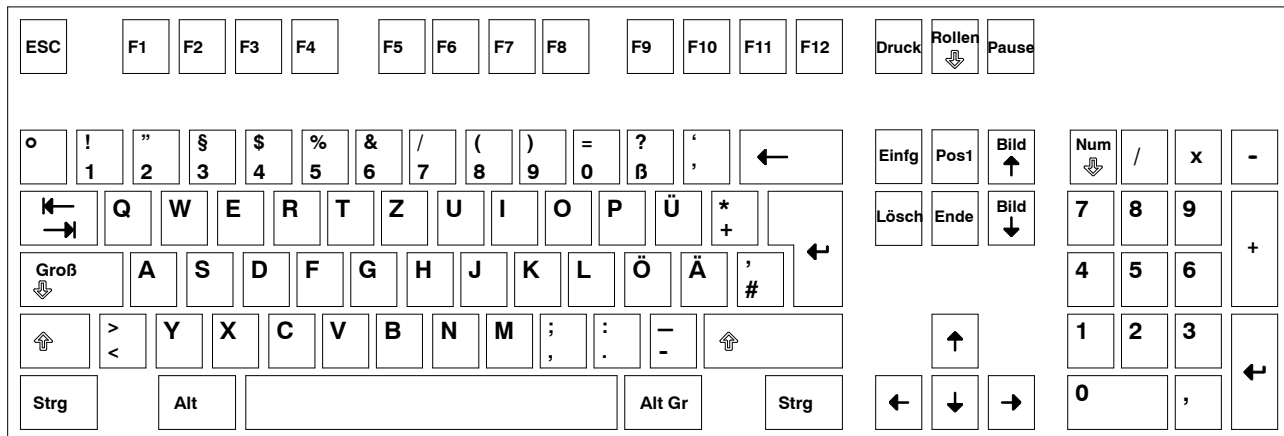 ESC F1 F2 F3 F4 F5 F6 F7 F8 F9 F10 F11 F12 Druck Rollen Pause
° ! ” § $ % & / ( ) = ? ‘
1 2 3 4 5 6 7 8 9 0 ß ’
Einfg Pos1 Bild Num / x -
Q W E R T Z U I O P Ü * +
Lösch Ende Bild 7 8 9 +
Groß A S D F G H J K L Ö Ä ’ #
4 5 6
> < Y X C V B N M ; , : . – -
1 2 3
Strg Alt Alt Gr Strg
0 ,